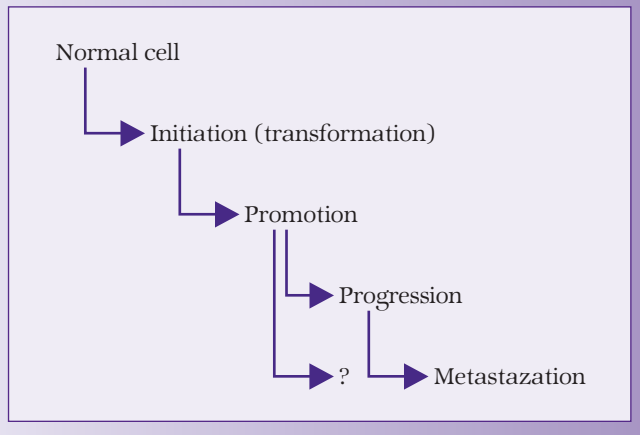 Normal cell
Initiation (transformation)
Promotion
Progression
? Metastazation